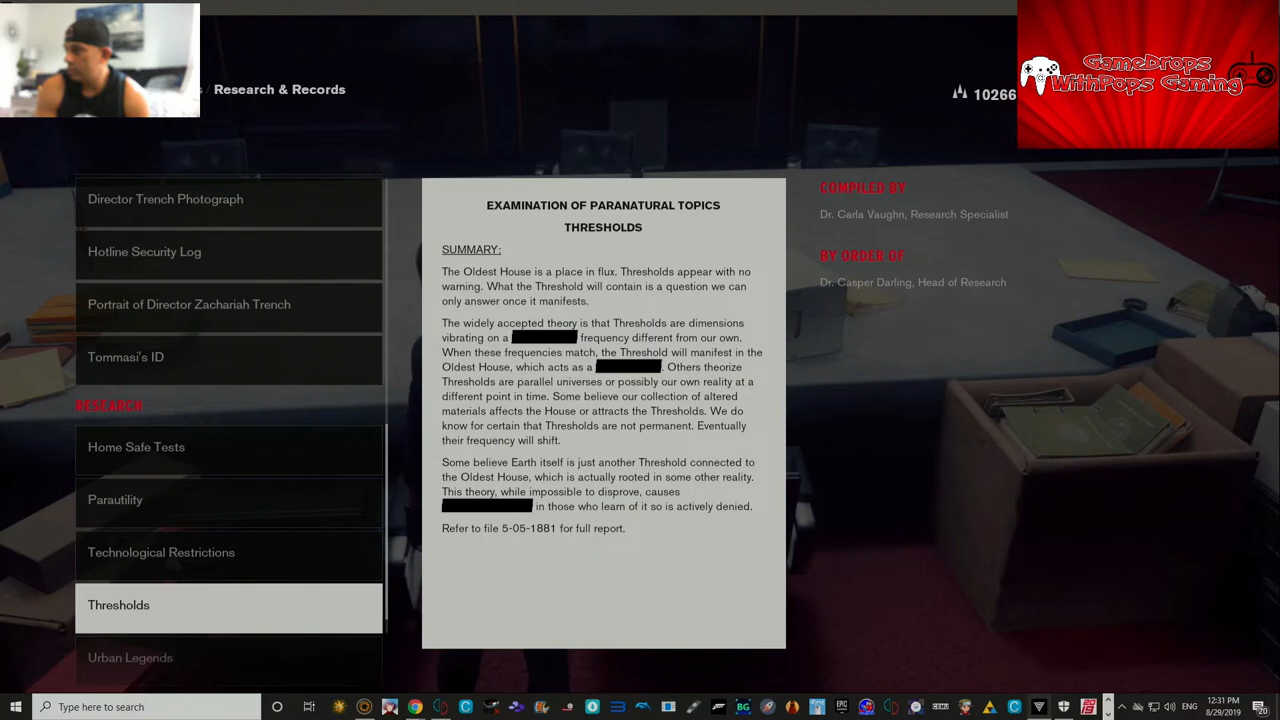 Research & Records
10266
GameDrops
WithPops Gaming
Director Trench Photograph
Hotline Security Log
Portrait of Director Zachariah Trench
Tommasi's ID
RESEARCH
Home Safe Tests
Parautility
Technological Restrictions
Thresholds
Urban Legends
EXAMINATION OF PARANATURAL TOPICS
THRESHOLDS
SUMMARY:
The Oldest House is a place in flux. Thresholds appear with no
warning. What the Threshold will contain is a question we can
only answer once it manifests.
The widely accepted theory is that Thresholds are dimensions
vibrating on a frequency different from our own.
When these frequencies match, the Threshold will manifest in the
Oldest House, which acts as a . Others theorize
Thresholds are parallel universes or possibly our own reality at a
different point in time. Some believe our collection of altered
materials affects the House or attracts the Thresholds. We do
know for certain that Thresholds are not permanent. Eventually
their frequency will shift.
Some believe Earth itself is just another Threshold connected to
the Oldest House, which is actually rooted in some other reality.
This theory, while impossible to disprove, causes
in those who learn of it so is actively denied.
Refer to file 5-05-1881 for full report.
COMPILED BY
Dr. Carla Vaughn, Research Specialist
BY ORDER OF
Dr. Casper Darling, Head of Research
Type here to search
BG
EPIC
ENG
12:31 PM
8/29/2019
20